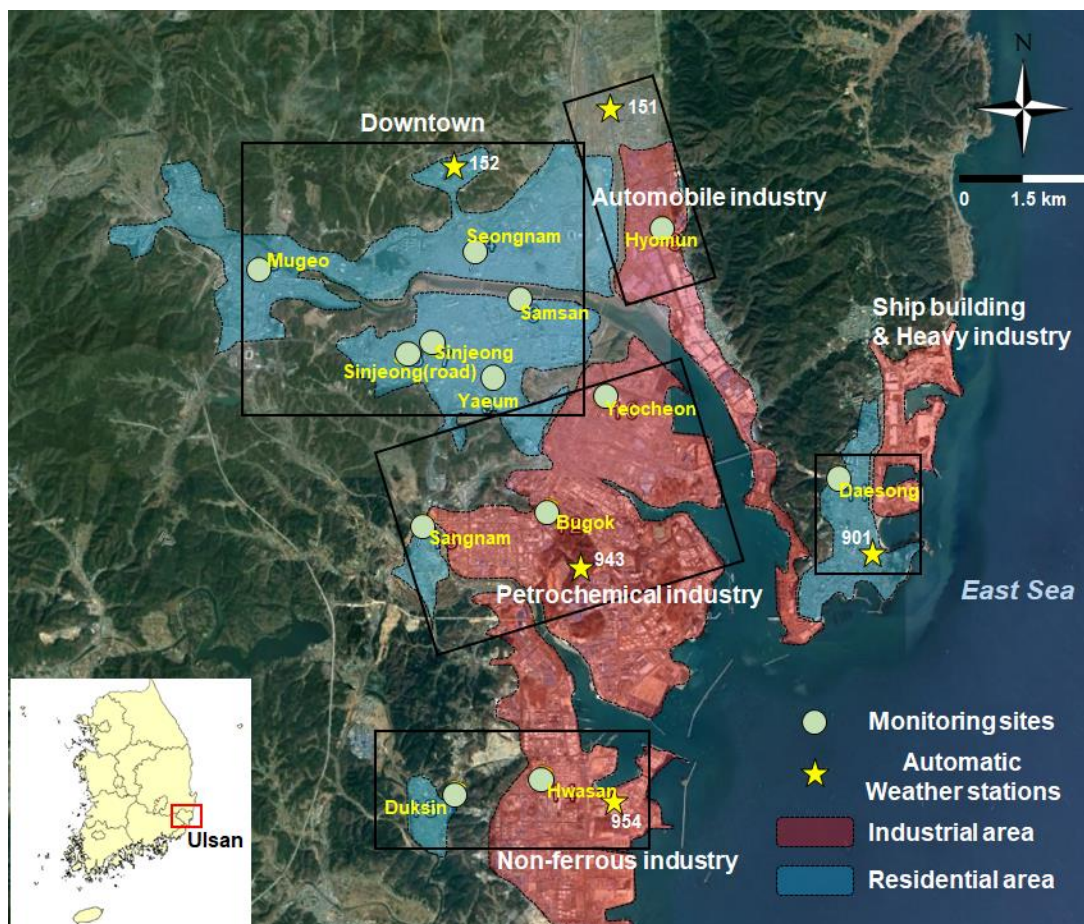 N
0 1.5 km
151
Downtown
152
Automobile industry
Hyomun
Seongnam
Mugeo
Samsan
Ship building
& Heavy industry
Sinjeong
Sinjeong(road)
Yaeum
Yeocheon
Daesong
Bugok
Sangnam
901
943
Petrochemical industry
East Sea
Monitoring sites
Automatic
Weather stations
Hwasan
Duksin
954
Industrial area
Non-ferrous industry
Residential area
Ulsan